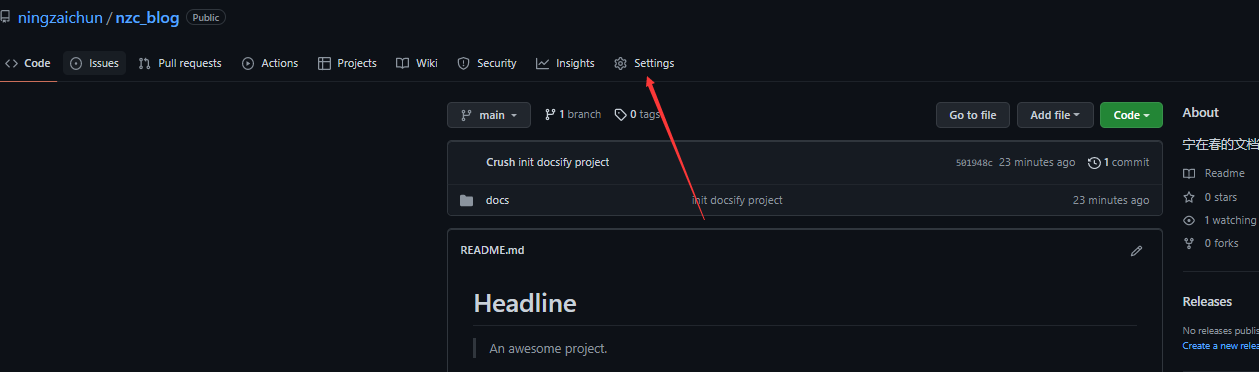 ningzaichun / nzc_blog Public
Code Issues Pull requests Actions Projects Wiki Security Insights Settings
main 1 branch 0 tags Go to file Add file Code
Crush init docsify project 501948c 23 minutes ago 1 commit
docs init docsify project 23 minutes ago
README.md
Headline
An awesome project.
About
宁在春的文档
Readme
0 stars
1 watching
0 forks
Releases
No releases publis
Create a new relea